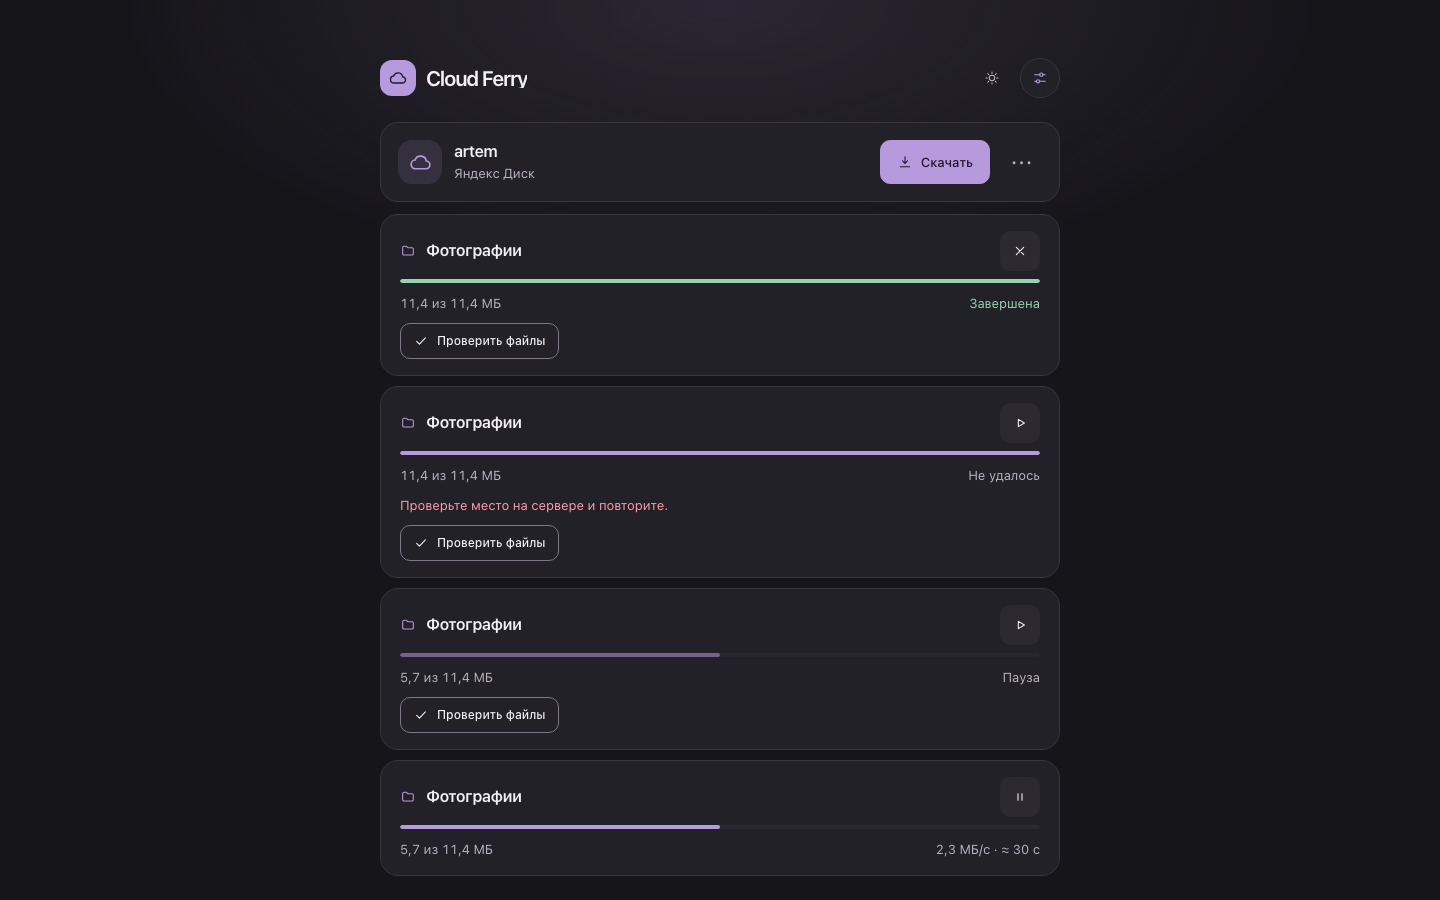 Cloud Ferry
artem
Яндекс Диск
Скачать
Фотографии
11,4 из 11,4 МБ
Завершена
Проверить файлы
Фотографии
11,4 из 11,4 МБ
Не удалось
Проверьте место на сервере и повторите.
Проверить файлы
Фотографии
5,7 из 11,4 МБ
Пауза
Проверить файлы
Фотографии
5,7 из 11,4 МБ
2,3 МБ/с · ≈ 30 с